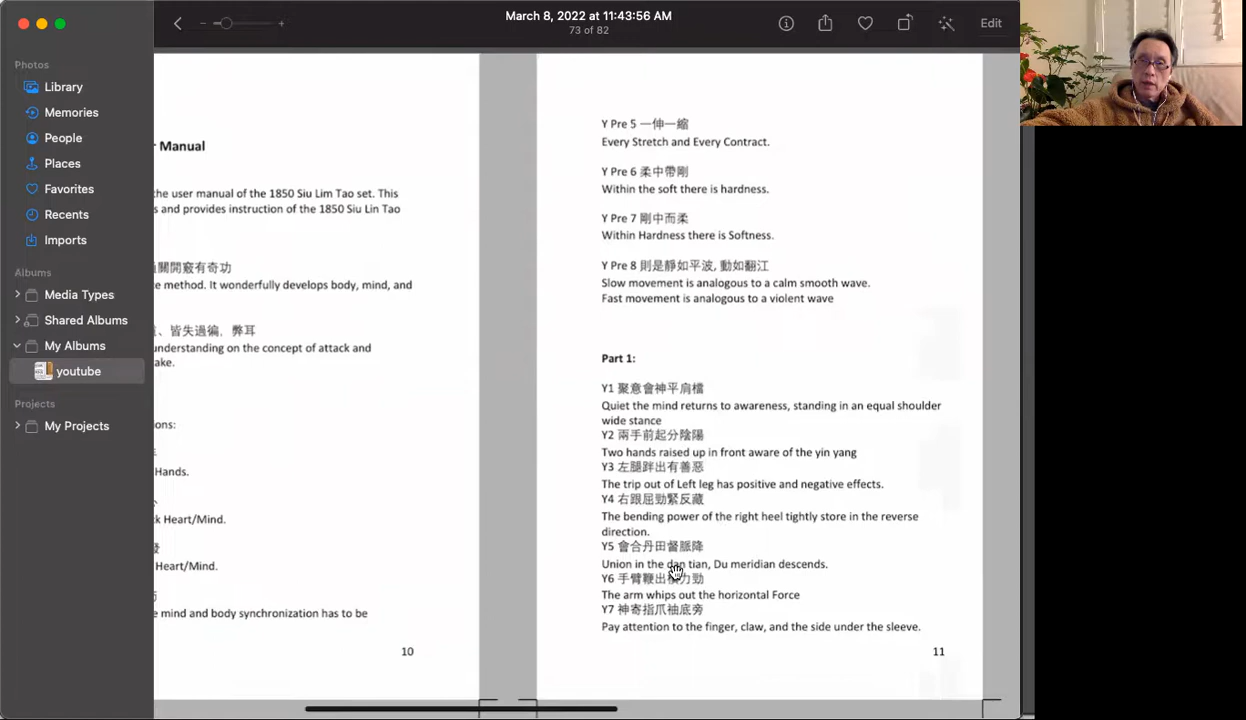 March 8, 2022 at 11:43:56 AM
73 of 82
Edit
Photos
Library
Memories
People
Places
Favorites
Recents
Imports
Albums
Media Types
Shared Albums
My Albums
youtube
Projects
My Projects
Manual
the user manual of the 1850 Siu Lim Tao set. This
s and provides instruction of the 1850 Siu Lin Tao
關開竅有奇功
e method. It wonderfully develops body, mind, and
、皆失過徧，弊耳
understanding on the concept of attack and
ake.
ons:
Hands.
ck Heart/Mind.
Heart/Mind.
e mind and body synchronization has to be
10
Y Pre 5 一伸一縮
Every Stretch and Every Contract.
Y Pre 6 柔中帶剛
Within the soft there is hardness.
Y Pre 7 剛中而柔
Within Hardness there is Softness.
Y Pre 8 則是靜如平波, 動如翻江
Slow movement is analogous to a calm smooth wave.
Fast movement is analogous to a violent wave
Part 1:
Y1 聚意會神平肩檔
Quiet the mind returns to awareness, standing in an equal shoulder
wide stance
Y2 兩手前起分陰陽
Two hands raised up in front aware of the yin yang
Y3 左腿跘出有善惡
The trip out of Left leg has positive and negative effects.
Y4 右跟屈勁緊反藏
The bending power of the right heel tightly store in the reverse
direction.
Y5 會合丹田督脈降
Union in the dan tian, Du meridian descends.
Y6 手臂鞭出 力勁
The arm whips out the horizontal Force
Y7 神寄指爪袖底旁
Pay attention to the finger, claw, and the side under the sleeve.
11